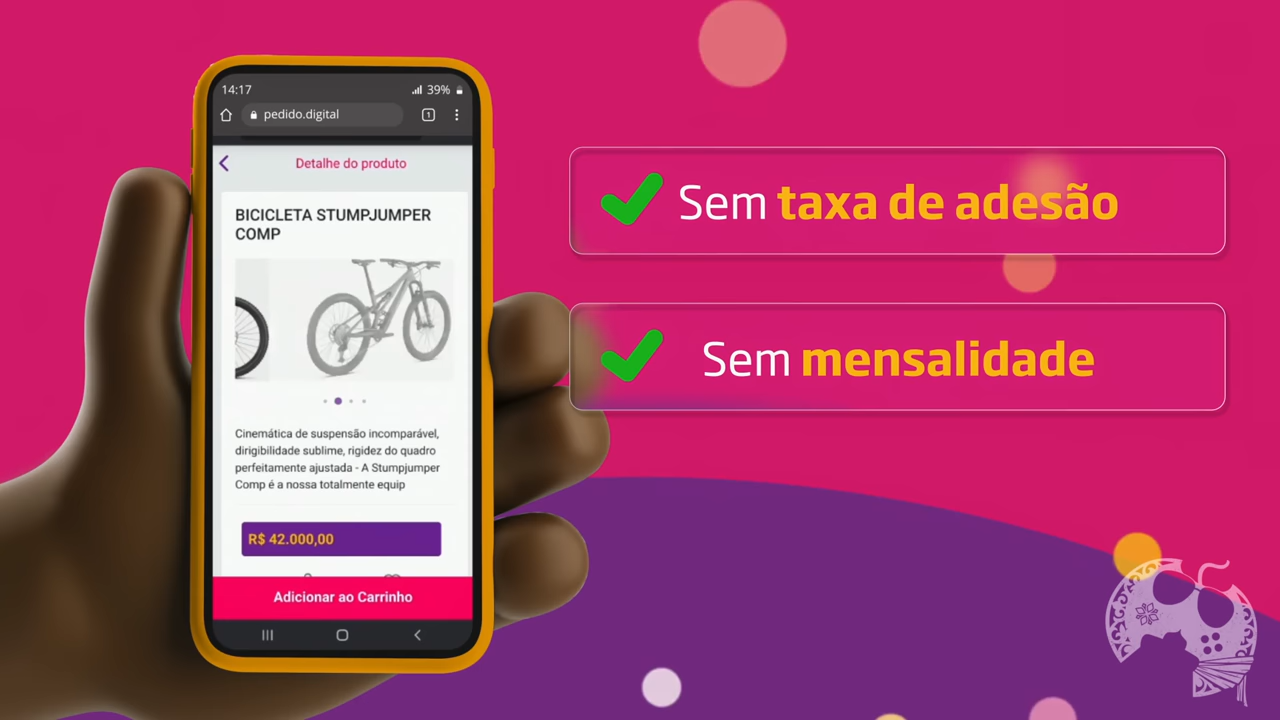 14:17
39%
pedido.digital
1
Detalhe do produto
BICICLETA STUMPJUMPER
COMP
Cinemática de suspensão incomparável,
dirigibilidade sublime, rigidez do quadro
perfeitamente ajustada - A Stumpjumper
Comp é a nossa totalmente equip
R$ 42.000,00
Adicionar ao Carrinho
Sem taxa de adesão
Sem mensalidade